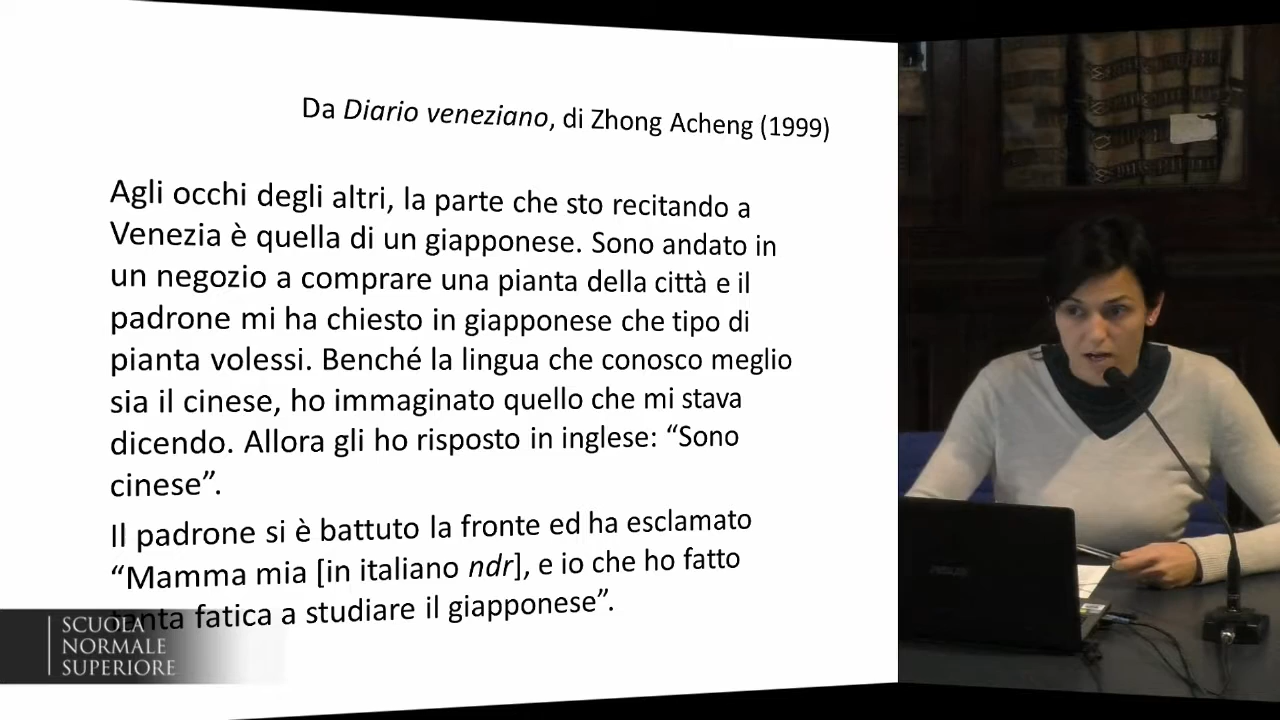 Da Diario veneziano, di Zhong Acheng (1999)
Agli occhi degli altri, la parte che sto recitando a
Venezia è quella di un giapponese. Sono andato in
un negozio a comprare una pianta della città e il
padrone mi ha chiesto in giapponese che tipo di
pianta volessi. Benché la lingua che conosco meglio
sia il cinese, ho immaginato quello che mi stava
dicendo. Allora gli ho risposto in inglese: “Sono
cinese”.
Il padrone si è battuto la fronte ed ha esclamato
“Mamma mia [in italiano ndr], e io che ho fatto
tanta fatica a studiare il giapponese”.
SCUOLA
NORMALE
SUPERIORE